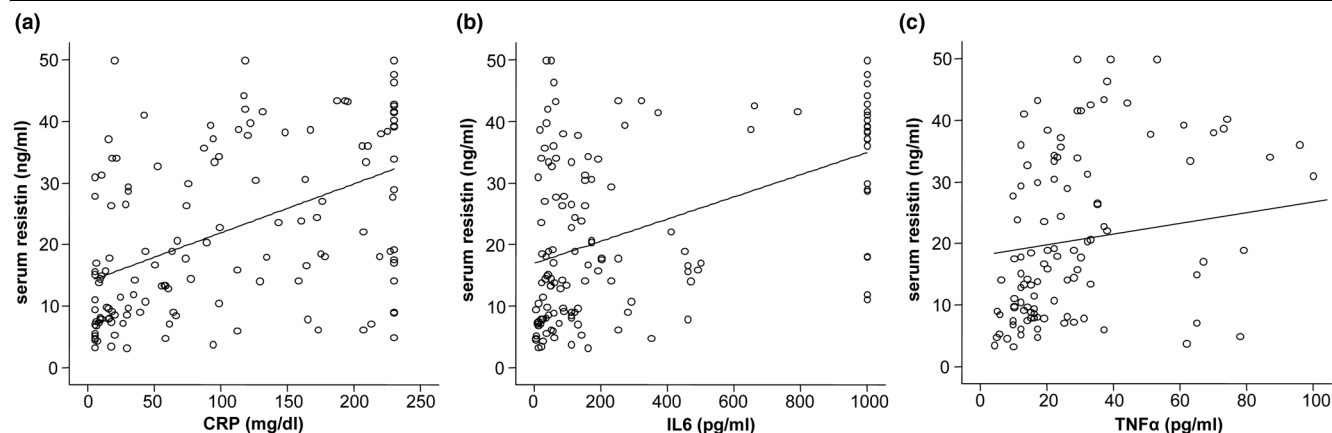 (a)
serum resistin (ng/ml)
50
40
30
20
10
0
0 50 100 150 200 250
CRP (mg/dl)
(b)
serum resistin (ng/ml)
50
40
30
20
10
0
0 200 400 600 800 1000
IL6 (pg/ml)
(c)
serum resistin (ng/ml)
50
40
30
20
10
0
0 20 40 60 80 100
TNFα (pg/ml)